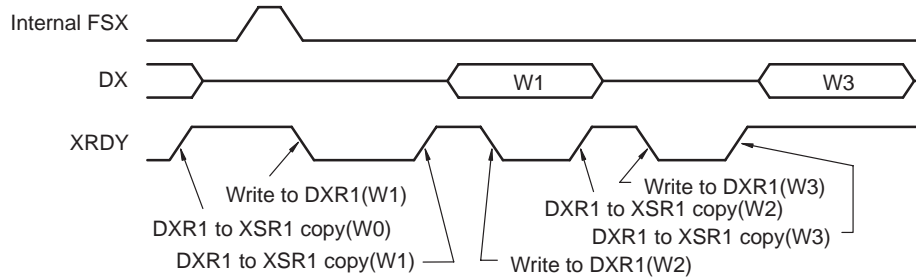 Internal FSX
DX
W1
W3
XRDY
Write to DXR1(W1)
Write to DXR1(W3)
DXR1 to XSR1 copy(W2)
DXR1 to XSR1 copy(W0)
DXR1 to XSR1 copy(W3)
DXR1 to XSR1 copy(W1)
Write to DXR1(W2)